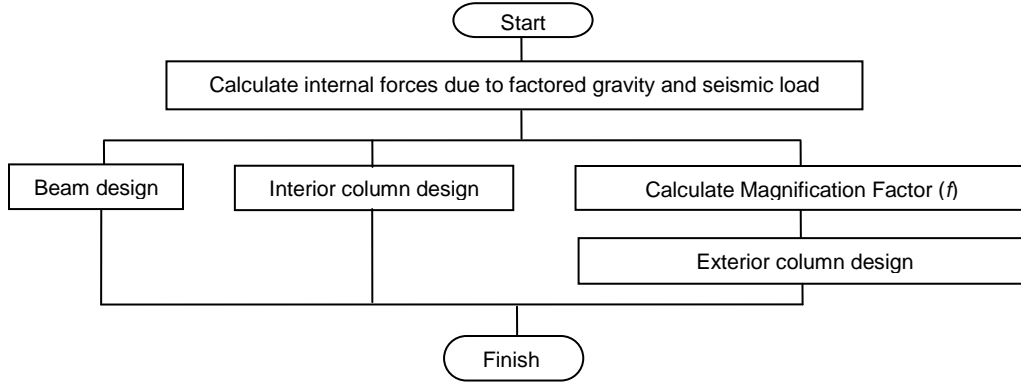 Start
Calculate internal forces due to factored gravity and seismic load
Beam design
Interior column design
Calculate Magnification Factor (f)
Exterior column design
Finish